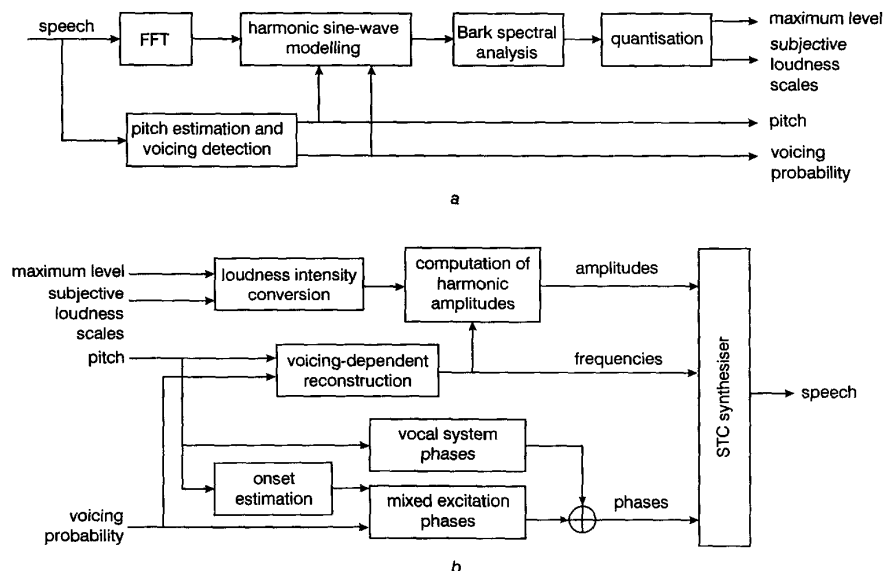 speech
FFT
harmonic sine-wave
modelling
Bark spectral
analysis
quantisation
maximum level
subjective
loudness
scales
pitch estimation and
voicing detection
pitch
voicing
probability
a
maximum level
subjective
loudness
scales
loudness intensity
conversion
computation of
harmonic
amplitudes
amplitudes
pitch
voicing-dependent
reconstruction
frequencies
STC synthesiser
speech
vocal system
phases
onset
estimation
mixed excitation
phases
phases
voicing
probability
b